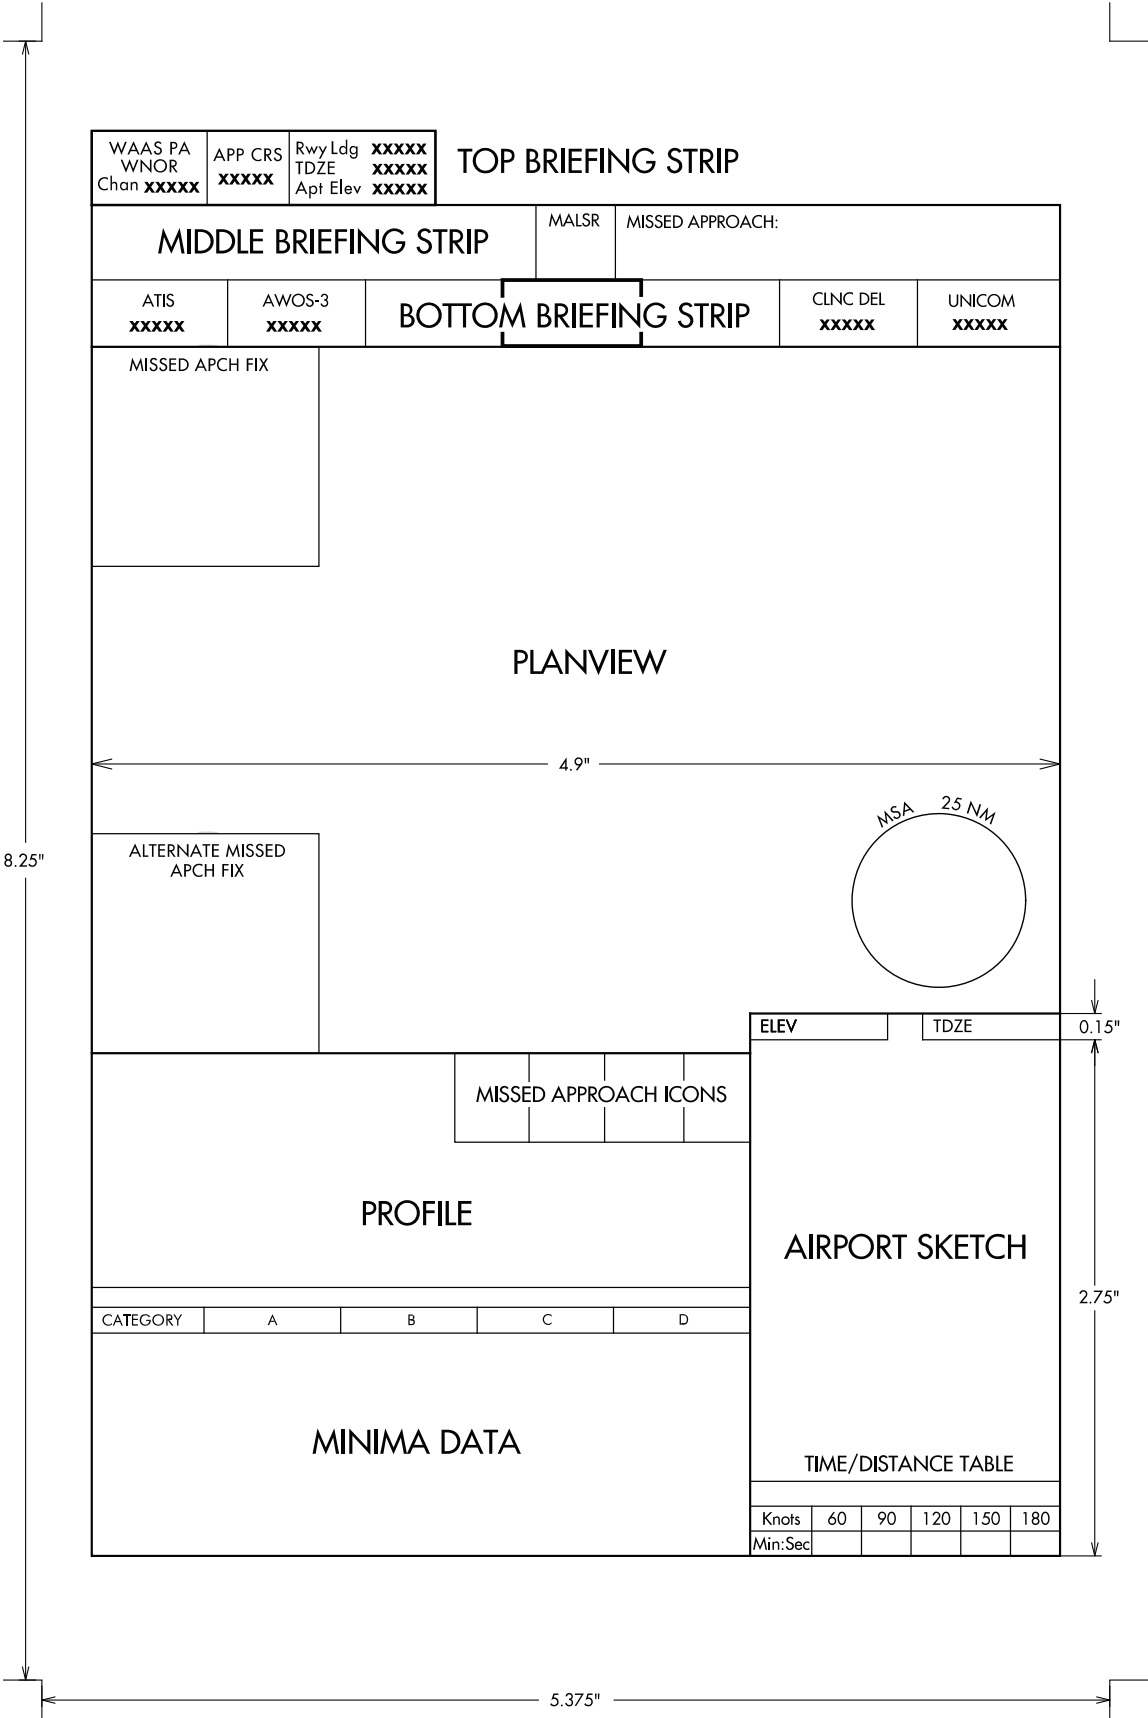 WAAS PA
WNOR
Chan xxxxx
APP CRS
xxxxx
Rwy Ldg xxxxx
TDZE xxxxx
Apt Elev xxxxx
TOP BRIEFING STRIP
MIDDLE BRIEFING STRIP
MALSR
MISSED APPROACH:
ATIS
xxxxx
AWOS-3
xxxxx
BOTTOM BRIEFING STRIP
CLNC DEL
xxxxx
UNICOM
xxxxx
MISSED APCH FIX
PLANVIEW
4.9"
MSA 25 NM
8.25"
ALTERNATE MISSED
APCH FIX
ELEV
TDZE
0.15"
MISSED APPROACH ICONS
PROFILE
AIRPORT SKETCH
2.75"
CATEGORY A B C D
MINIMA DATA
TIME/DISTANCE TABLE
Knots 60 90 120 150 180
Min:Sec
5.375"